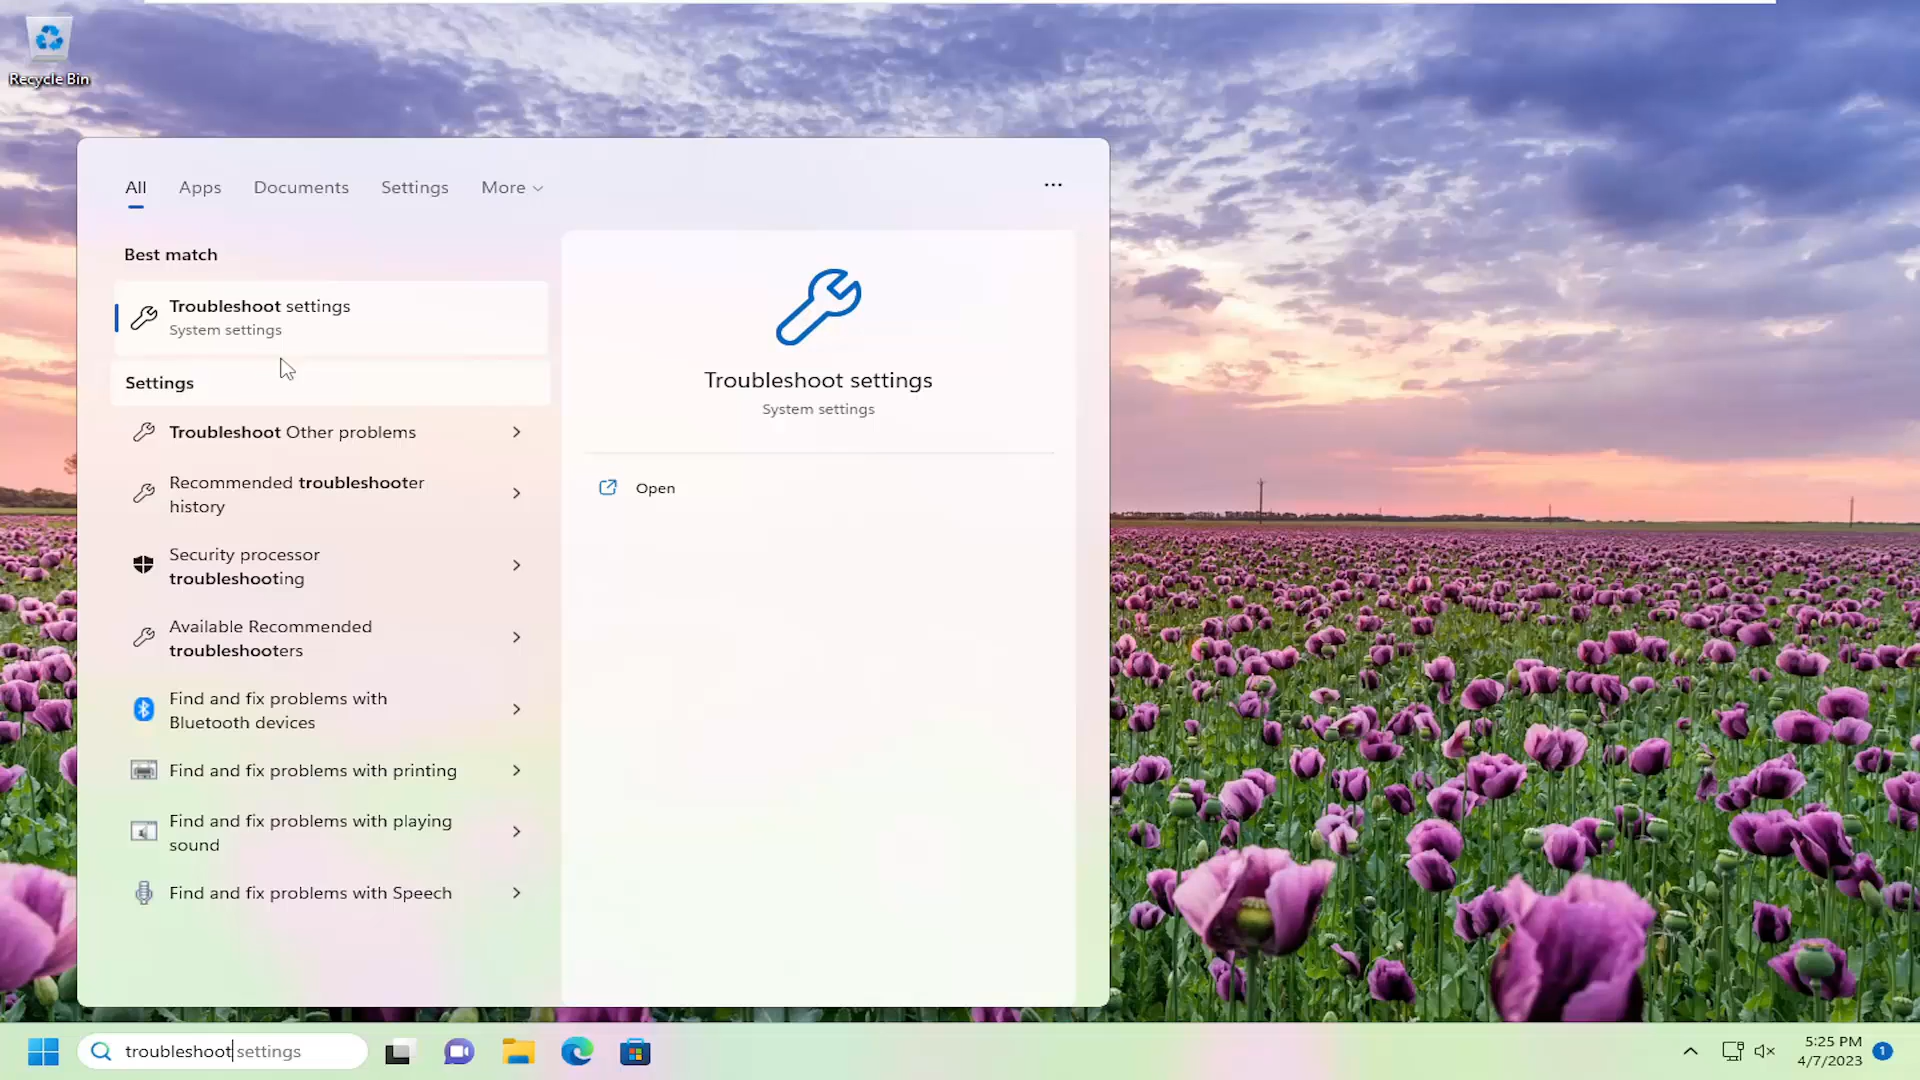 Recycle Bin
All Apps Documents Settings More
Best match
Troubleshoot settings
System settings
Settings
Troubleshoot Other problems
Recommended troubleshooter
history
Security processor
troubleshooting
Available Recommended
troubleshooters
Find and fix problems with
Bluetooth devices
Find and fix problems with printing
Find and fix problems with playing
sound
Find and fix problems with Speech
Troubleshoot settings
System settings
Open
troubleshoot settings
5:25 PM
4/7/2023
1